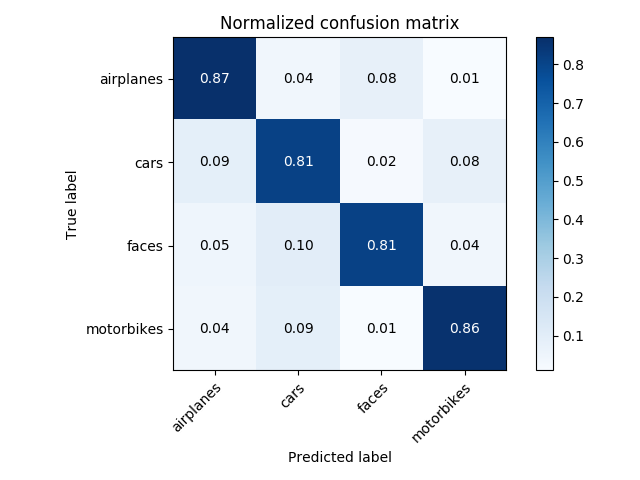 Normalized confusion matrix
True label
airplanes 0.87 0.04 0.08 0.01
cars 0.09 0.81 0.02 0.08
faces 0.05 0.10 0.81 0.04
motorbikes 0.04 0.09 0.01 0.86
airplanes cars faces motorbikes
Predicted label
0.8
0.7
0.6
0.5
0.4
0.3
0.2
0.1